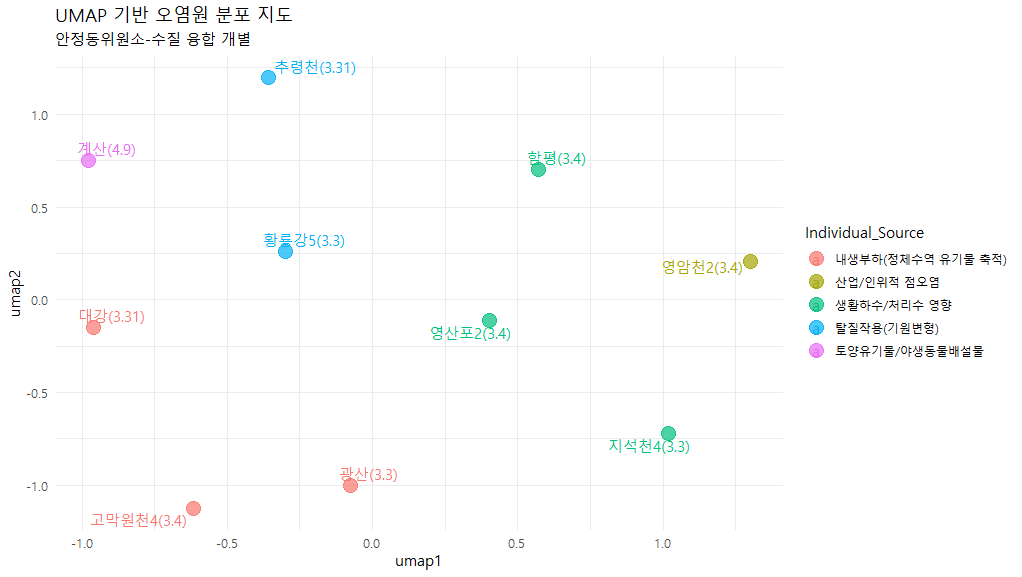 UMAP 기반 오염원 분포 지도
안정동위원소-수질 융합 개별
추령천(3.31)
계산(4.9)
함평(3.4)
황룡강5(3.3)
영암천2(3.4)
대강(3.31)
영산포2(3.4)
지석천4(3.3)
광산(3.3)
고막원천4(3.4)
umap2
1.0
0.5
0.0
-0.5
-1.0
-1.0 -0.5 0.0 0.5 1.0
umap1
Individual_Source
a 내생부하(정체수역 유기물 축적)
a 산업/인위적 점오염
a 생활하수/처리수 영향
a 탈질작용(기원변형)
a 토양유기물/야생동물배설물